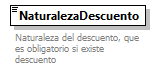 NaturalezaDescuento
Naturaleza del descuento, que
es obligatorio si existe
descuento